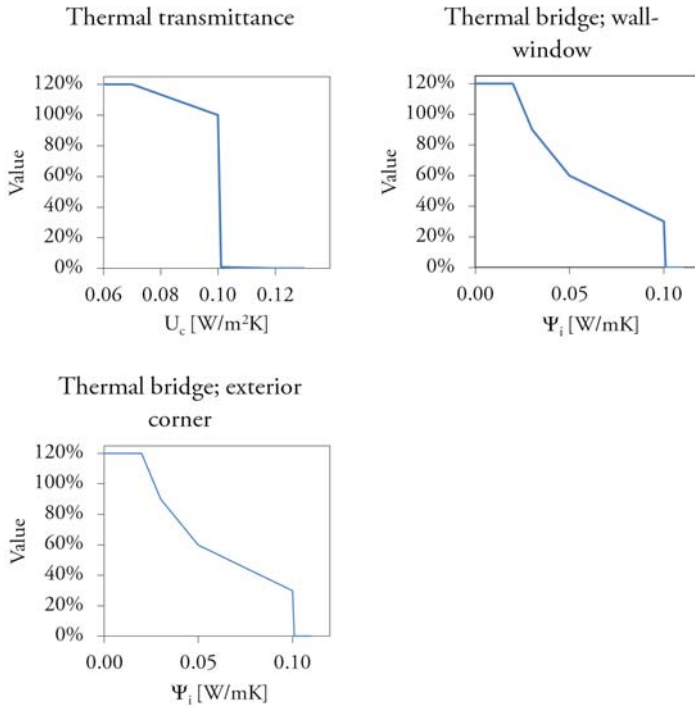 Thermal transmittance
120%
100%
80%
60%
40%
20%
0%
Value
0.06 0.08 0.10 0.12
U_c [W/m²K]
Thermal bridge; wall-
window
120%
100%
80%
60%
40%
20%
0%
Value
0.00 0.05 0.10
Ψ_i [W/mK]
Thermal bridge; exterior
corner
120%
100%
80%
60%
40%
20%
0%
Value
0.00 0.05 0.10
Ψ_i [W/mK]